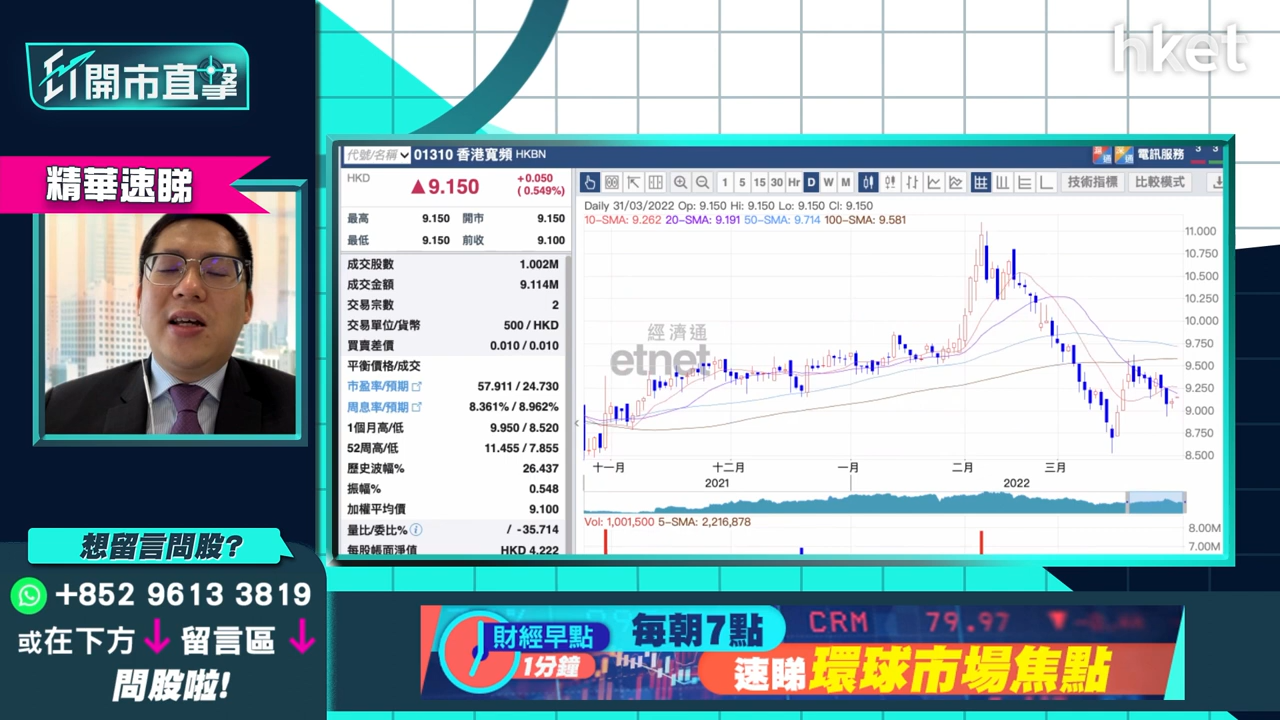 hket
ET開市直擊
精華速睇
代號/名稱 01310 香港寬頻 HKBN
滬通 深通 電訊服務 3 3
HKD
▲9.150
+0.050
( 0.549%)
最高 9.150 開市 9.150
最低 9.150 前收 9.100
成交股數 1.002M
成交金額 9.114M
交易宗數 2
交易單位/貨幣 500 / HKD
買賣差價 0.010 / 0.010
平衡價格/成交
市盈率/預期 57.911 / 24.730
周息率/預期 8.361% / 8.962%
1個月高/低 9.950 / 8.520
52周高/低 11.455 / 7.855
歷史波幅% 26.437
振幅% 0.548
加權平均價 9.100
量比/委比% / -35.714
每股帳面淨值 HKD 4.222
1 5 15 30 Hr D W M 技術指標 比較模式
Daily 31/03/2022 Op: 9.150 Hi: 9.150 Lo: 9.150 Cl: 9.150
10-SMA: 9.262 20-SMA: 9.191 50-SMA: 9.714 100-SMA: 9.581
11.000
10.750
10.500
10.250
10.000
9.750
9.500
9.250
9.000
8.750
8.500
經濟通
etnet
十一月 十二月 一月 二月 三月
2021 2022
Vol: 1,001,500 5-SMA: 2,216,878
8.00M
7.00M
想留言問股?
+852 9613 3819
或在下方↓留言區↓
問股啦!
財經早點
1分鐘
每朝7點
速睇環球市場焦點
CRM 79.97